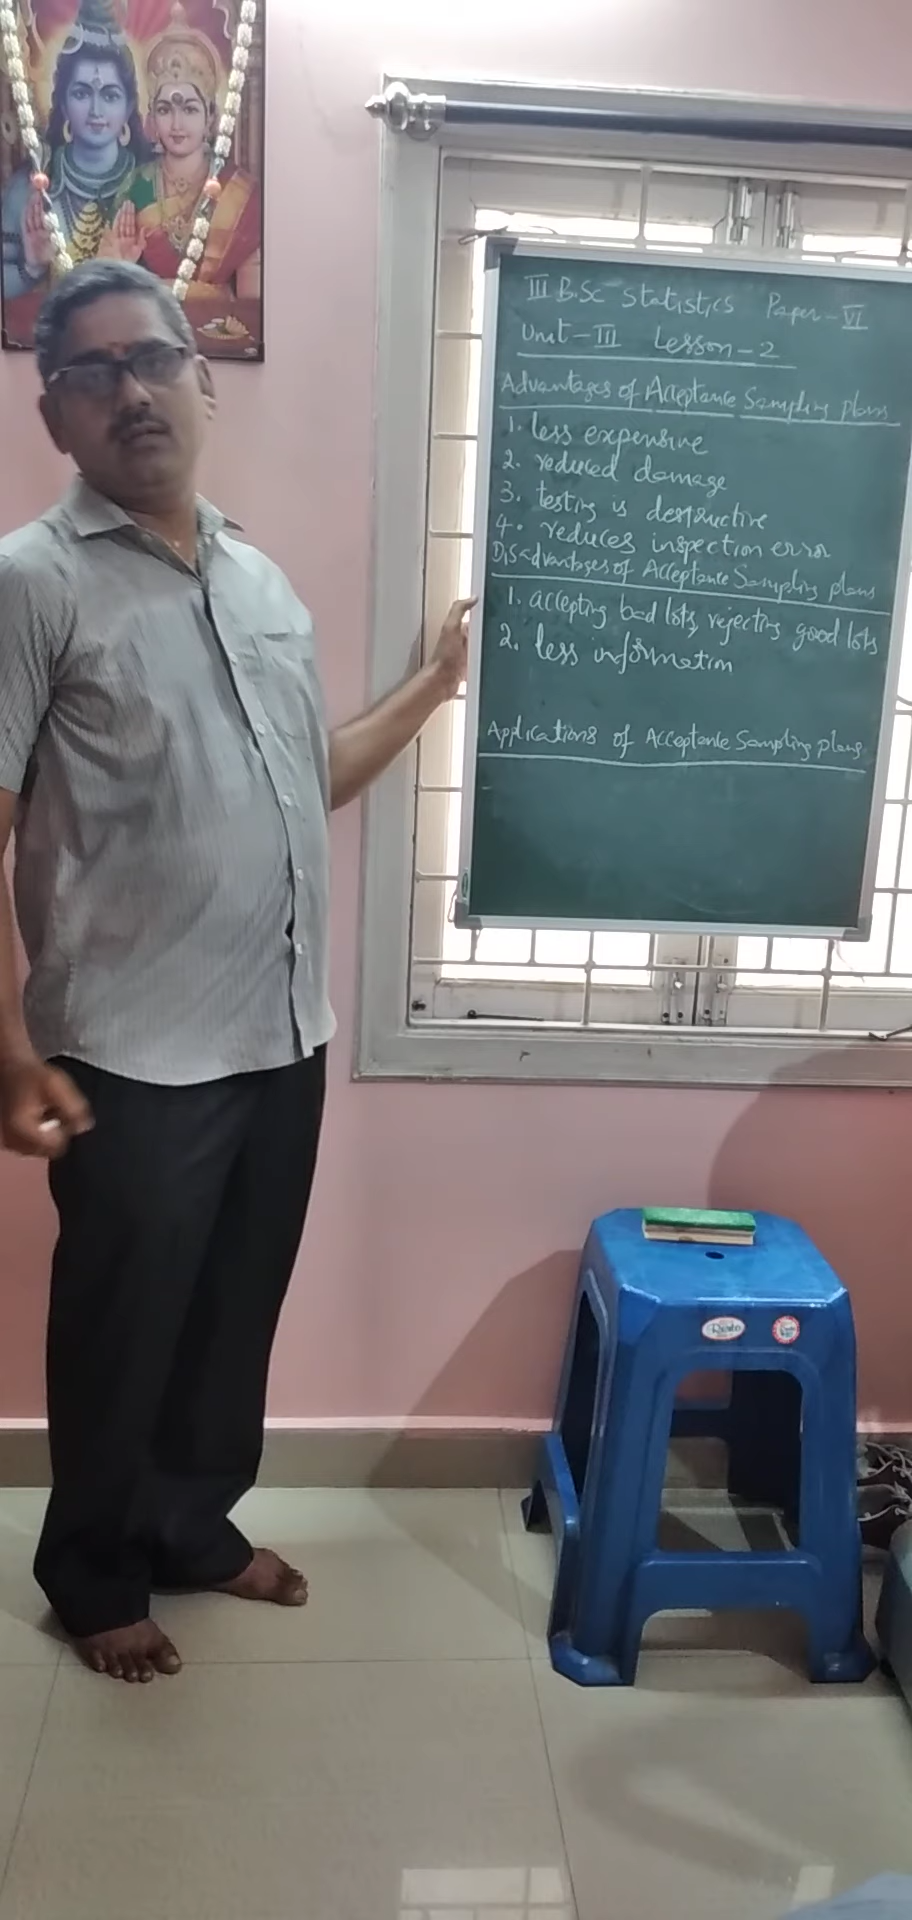 III B.Sc Statistics Paper-VI
Unit-III Lesson-2
Advantages of Acceptance Sampling plans
1. less expensive
2. reduced damage
3. testing is destructive
4. reduces inspection error
Disadvantages of Acceptance Sampling plans
1. accepting bad lots, rejecting good lots
2. less information
Applications of Acceptance Sampling plans